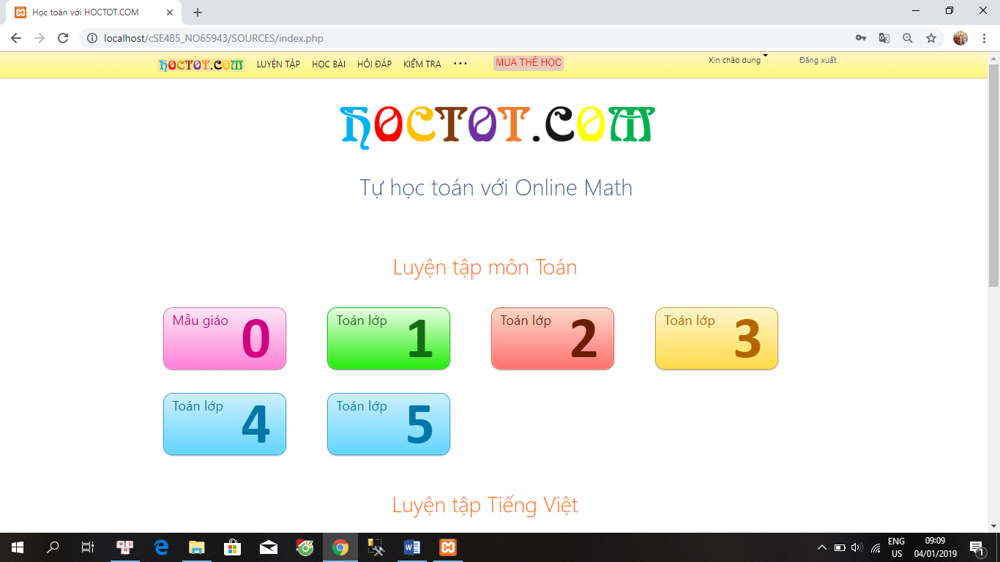 Học toán với HOCTOT.COM
localhost/cSE485_NO65943/SOURCES/index.php
HOCTOT.COM LUYỆN TẬP HỌC BÀI HỎI ĐÁP KIỂM TRA ••• MUA THẺ HỌC Xin chào dung Đăng xuất
HOCTOT.COM
Tự học toán với Online Math
Luyện tập môn Toán
Mẫu giáo 0 Toán lớp 1 Toán lớp 2 Toán lớp 3
Toán lớp 4 Toán lớp 5
Luyện tập Tiếng Việt
ENG 09:09
US 04/01/2019 1